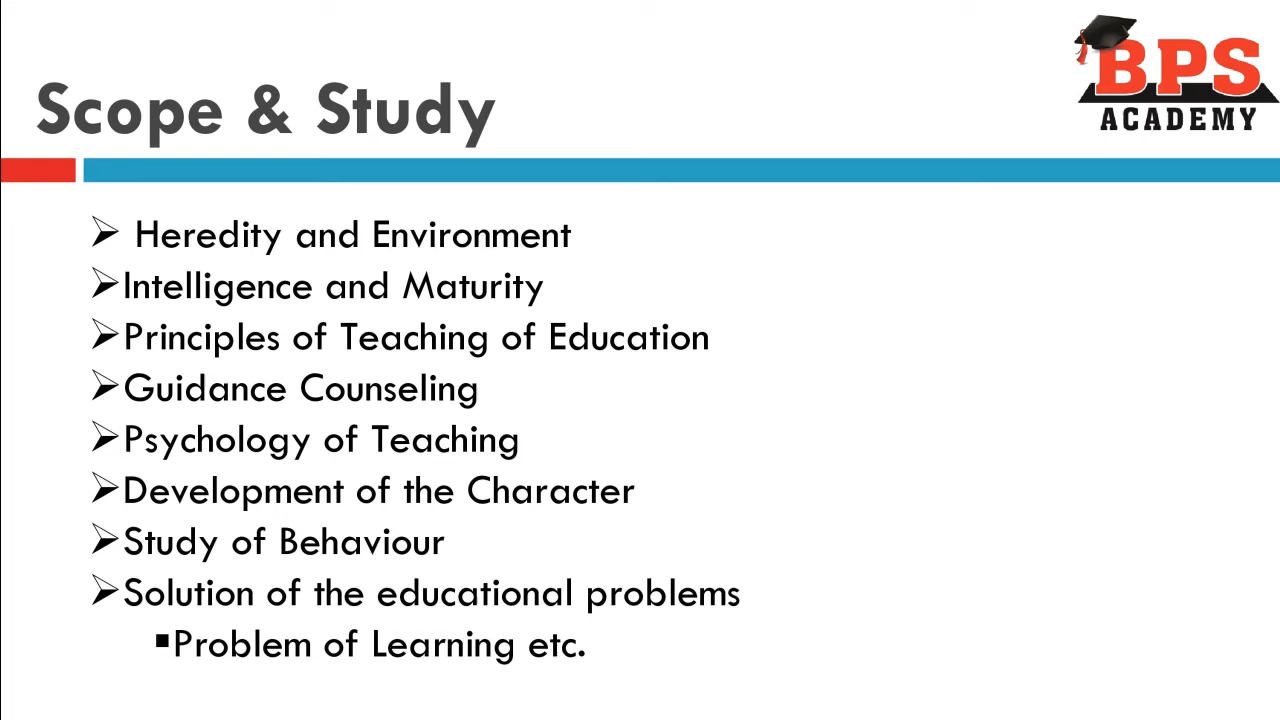 BPS
ACADEMY
Scope & Study
➢ Heredity and Environment
➢Intelligence and Maturity
➢Principles of Teaching of Education
➢Guidance Counseling
➢Psychology of Teaching
➢Development of the Character
➢Study of Behaviour
➢Solution of the educational problems
▪Problem of Learning etc.